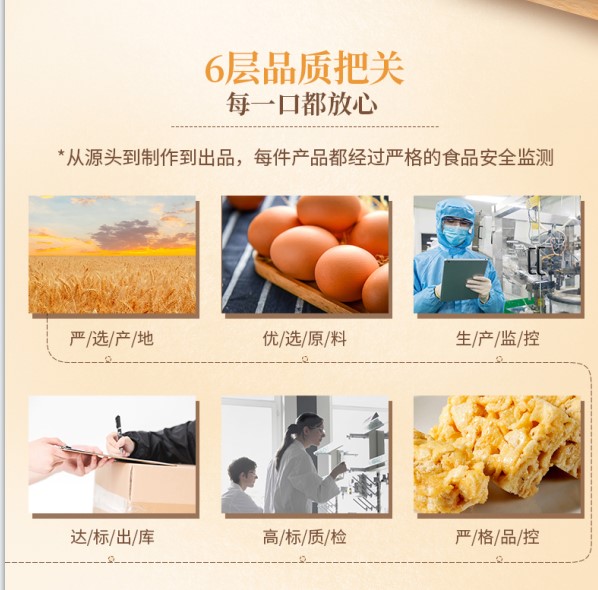 6层品质把关
每一口都放心
*从源头到制作到出品，每件产品都经过严格的食品安全监测
严/选/产/地
优/选/原/料
生/产/监/控
达/标/出/库
高/标/质/检
严/格/品/控